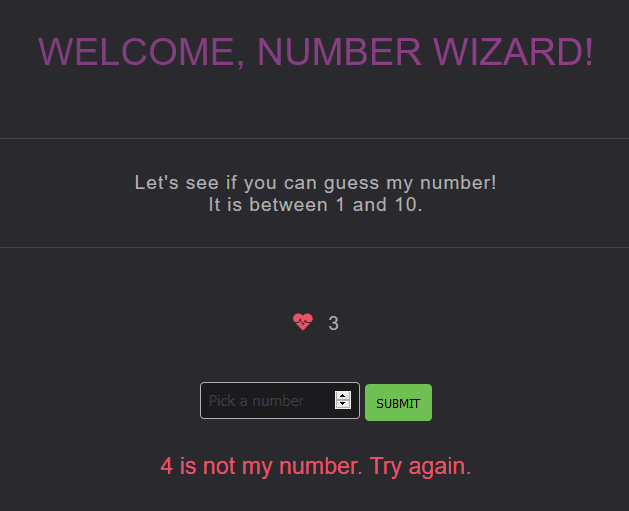 WELCOME, NUMBER WIZARD!
Let's see if you can guess my number!
It is between 1 and 10.
3
Pick a number
SUBMIT
4 is not my number. Try again.